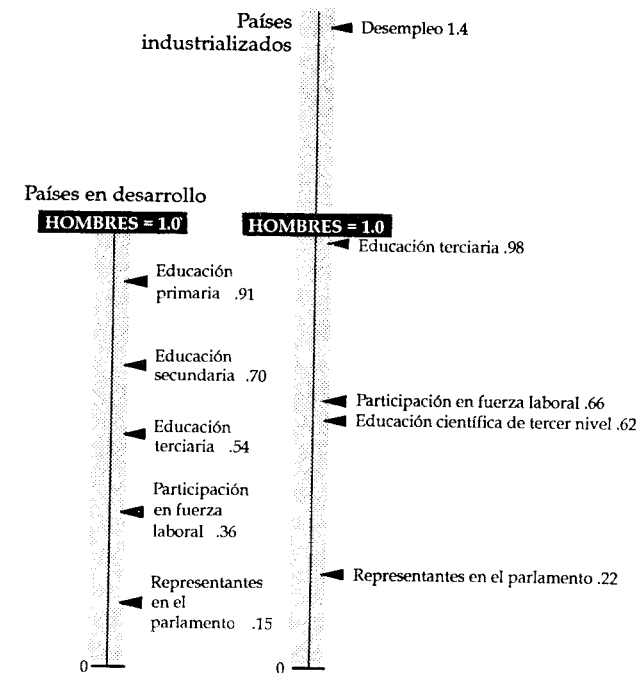 Países en desarrollo
HOMBRES = 1.0
Educación
primaria .91
Educación
secundaria .70
Educación
terciaria .54
Participación
en fuerza
laboral .36
Representantes
en el
parlamento .15
0
Países
industrializados
Desempleo 1.4
HOMBRES = 1.0
Educación terciaria .98
Participación en fuerza laboral .66
Educación científica de tercer nivel .62
Representantes en el parlamento .22
0